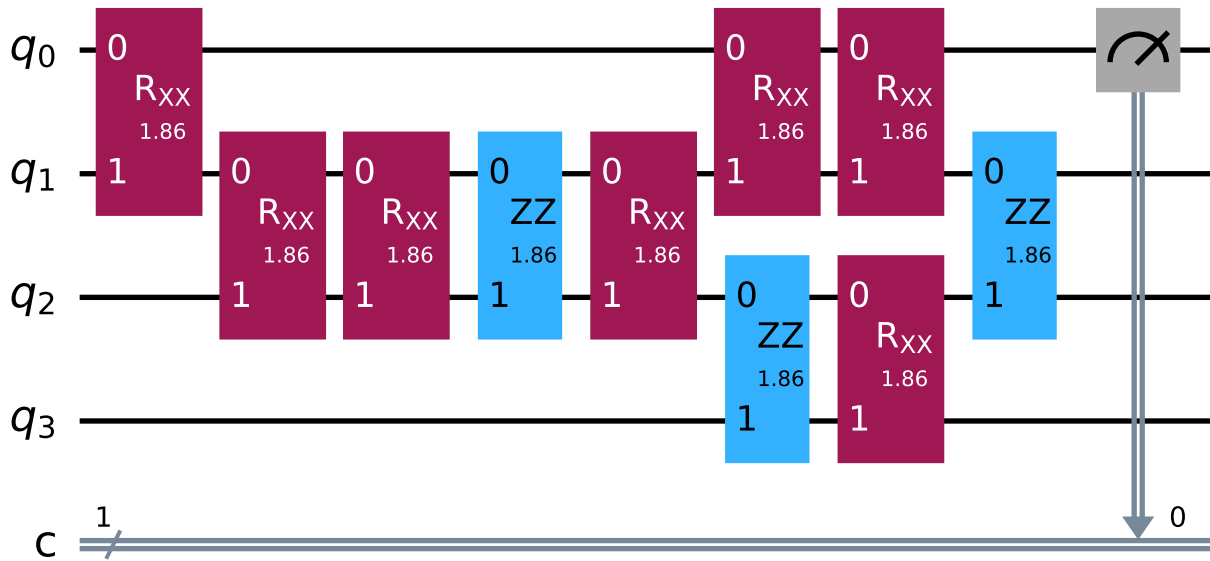 q0 0 0 0
RXX RXX RXX
1.86 1.86 1.86
q1 1 0 0 0 0 1 1 0
RXX RXX ZZ RXX ZZ
1.86 1.86 1.86 1.86 1.86
q2 1 1 1 1 0 0 1
ZZ RXX
1.86 1.86
q3 1 1
1 0
c